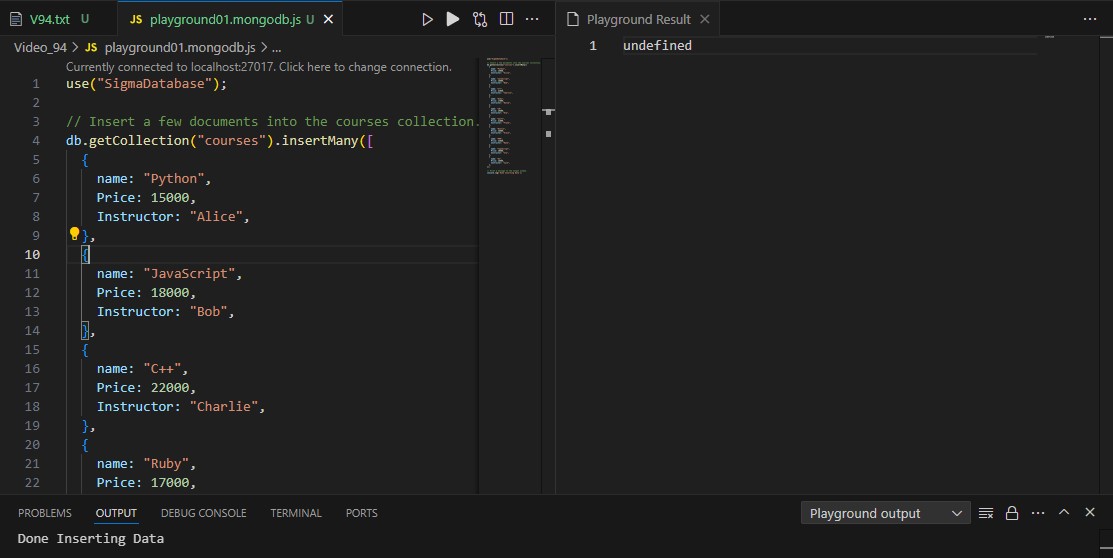 V94.txt U
JS playground01.mongodb.js U
Playground Result
Video_94 > JS playground01.mongodb.js > ...
Currently connected to localhost:27017. Click here to change connection.
1 use("SigmaDatabase");
2
3 // Insert a few documents into the courses collection.
4 db.getCollection("courses").insertMany([
5 {
6 name: "Python",
7 Price: 15000,
8 Instructor: "Alice",
9 },
10 {
11 name: "JavaScript",
12 Price: 18000,
13 Instructor: "Bob",
14 },
15 {
16 name: "C++",
17 Price: 22000,
18 Instructor: "Charlie",
19 },
20 {
21 name: "Ruby",
22 Price: 17000,
1 undefined
PROBLEMS OUTPUT DEBUG CONSOLE TERMINAL PORTS
Playground output
Done Inserting Data